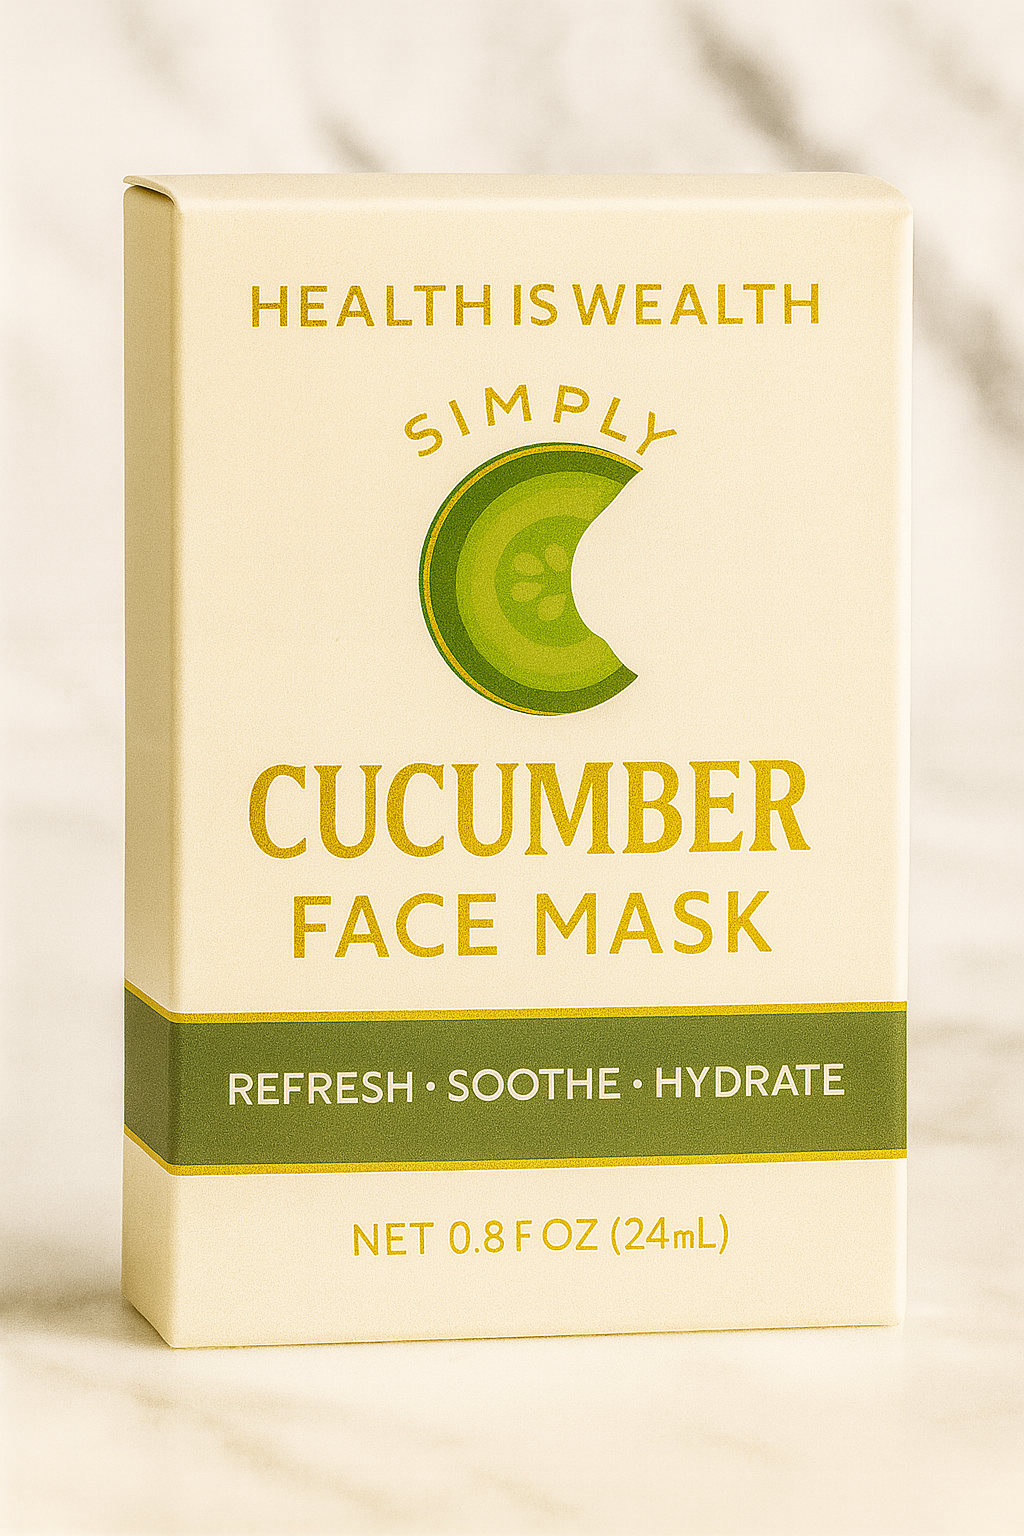 HEALTH IS WEALTH
SIMPLY
CUCUMBER
FACE MASK
REFRESH · SOOTHE · HYDRATE
NET 0.8 F OZ (24mL)